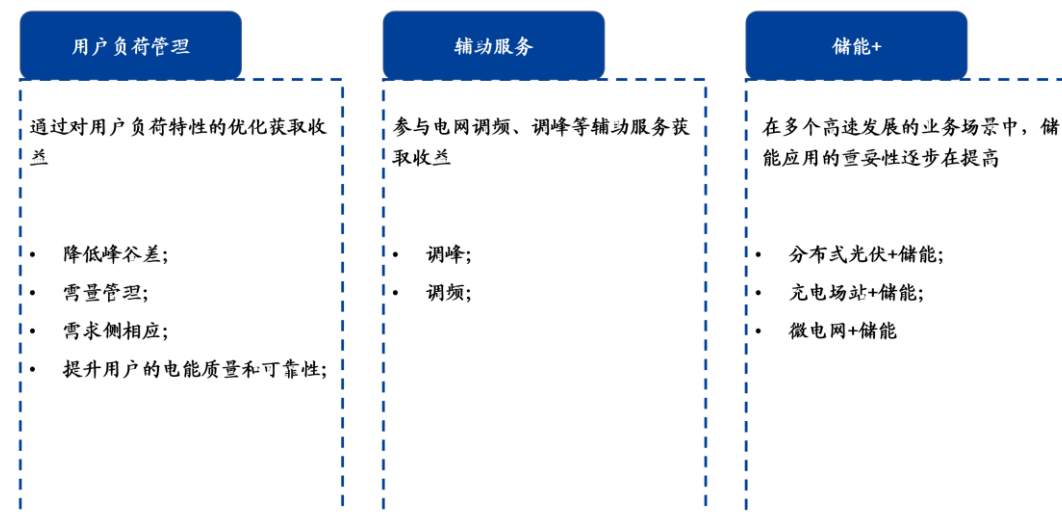 用户负荷管理
通过对用户负荷特性的优化获取收
益
• 降低峰谷差;
• 需量管理;
• 需求侧相应;
• 提升用户的电能质量和可靠性;
辅助服务
参与电网调频、调峰等辅助服务获
取收益
• 调峰;
• 调频;
储能+
在多个高速发展的业务场景中，储
能应用的重要性逐步在提高
• 分布式光伏+储能;
• 充电场站+储能;
• 微电网+储能